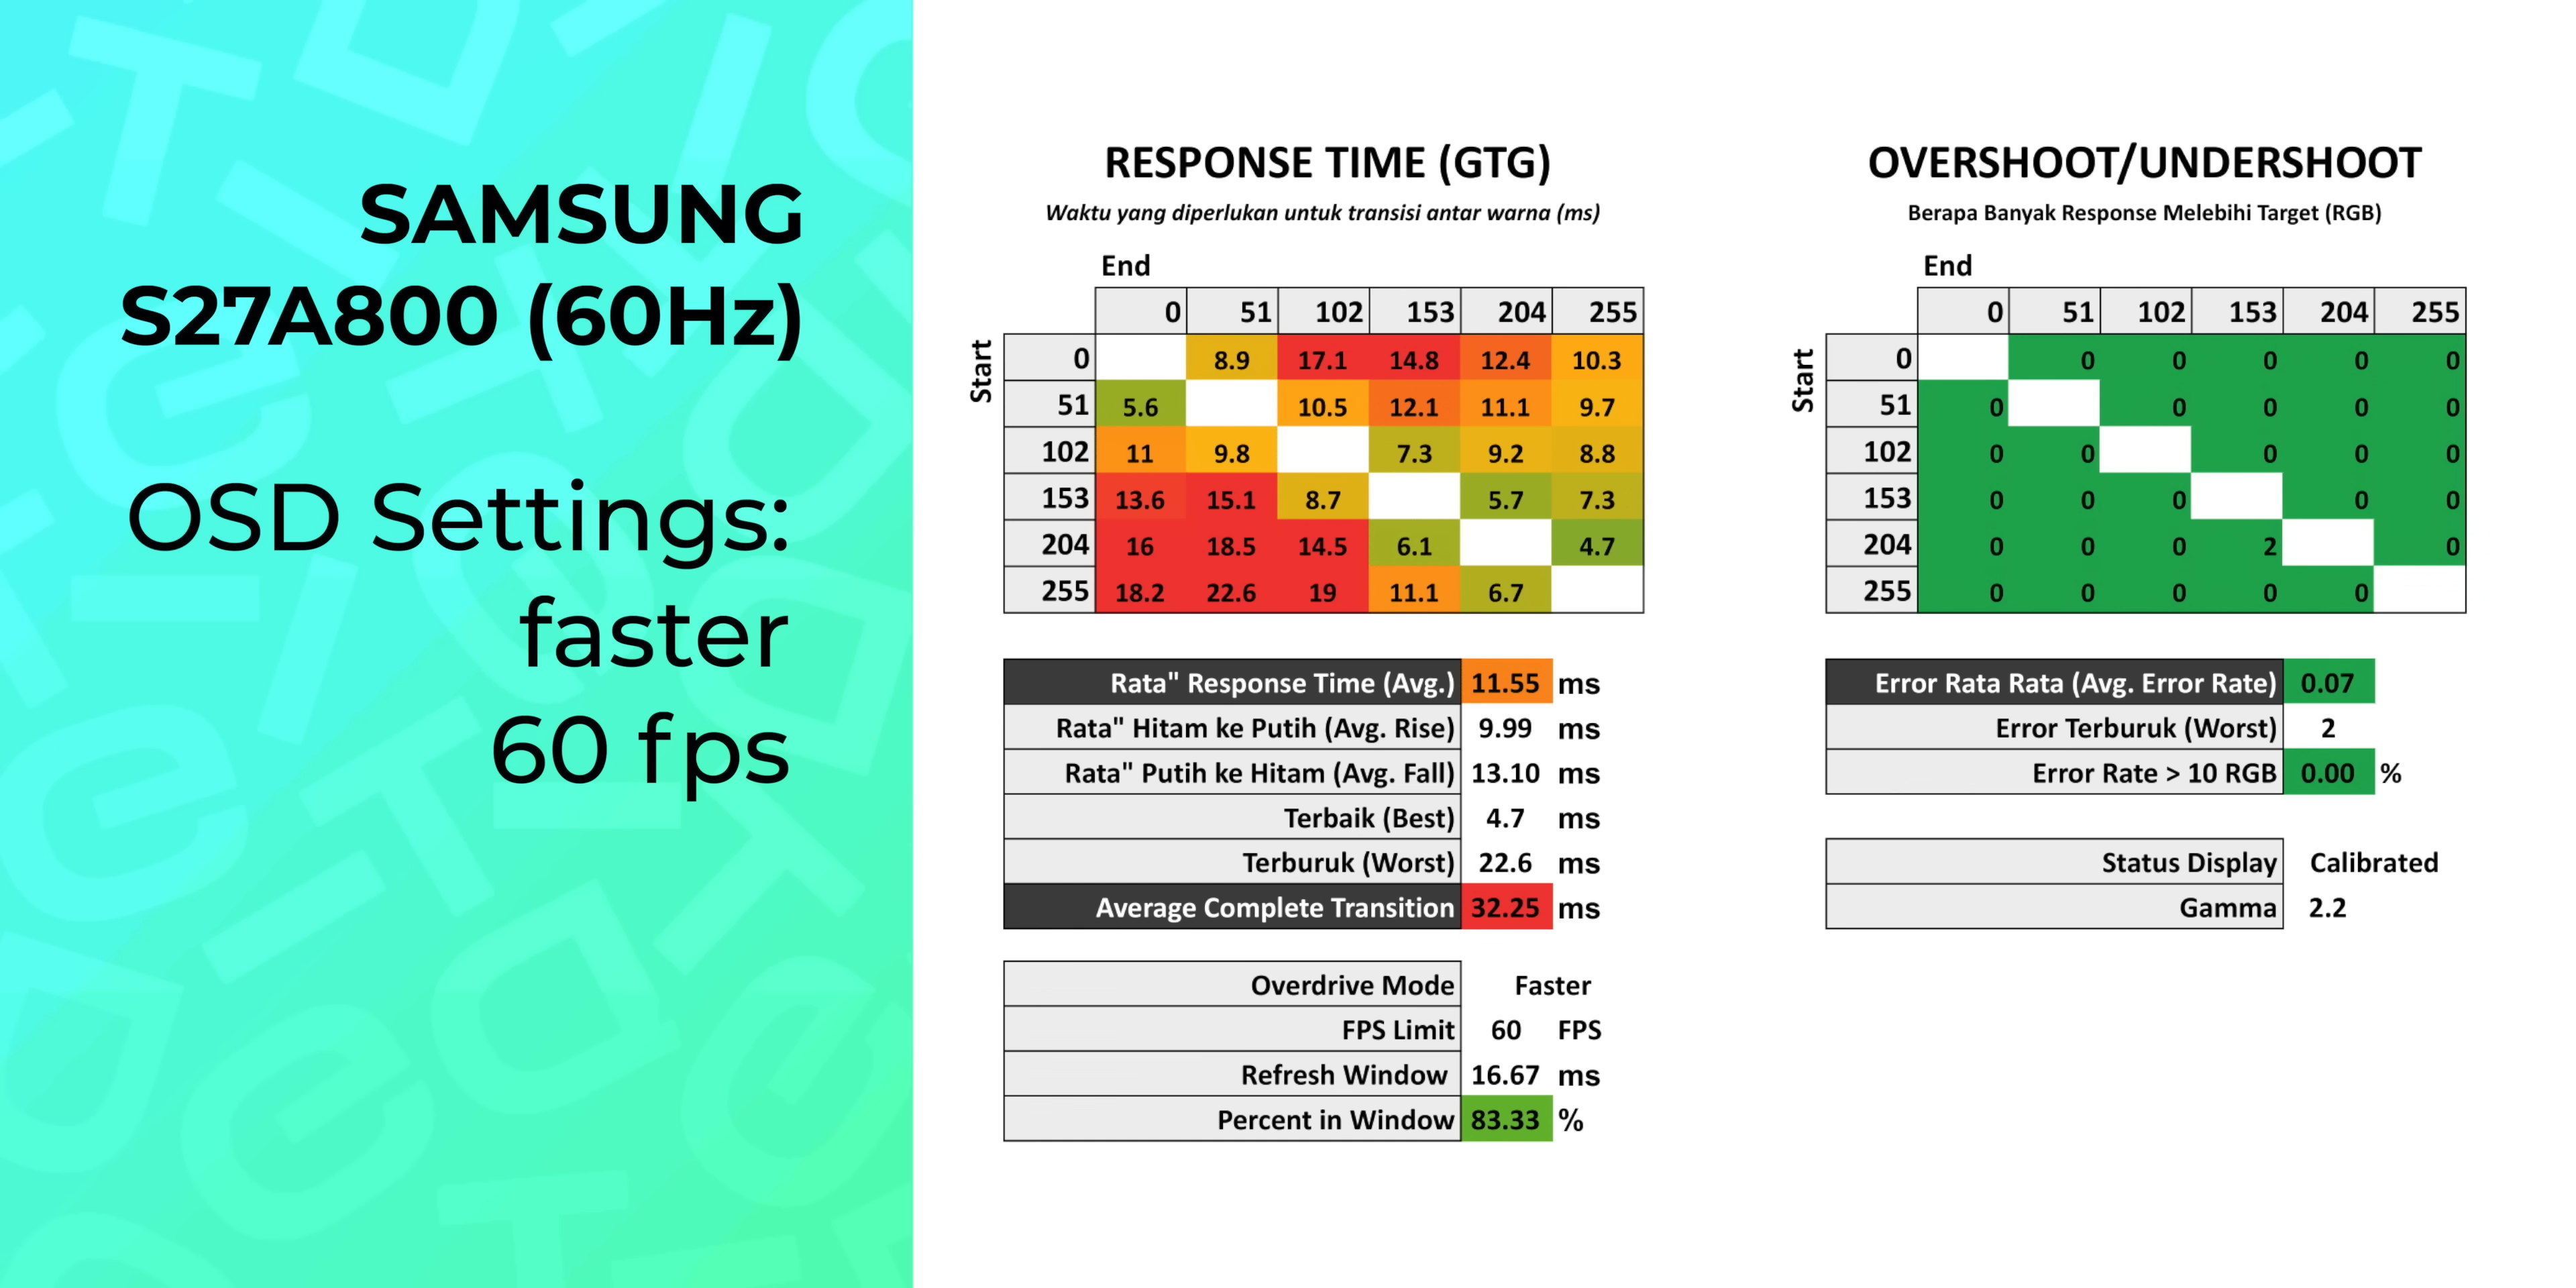 SAMSUNG
S27A800 (60Hz)
OSD Settings:
faster
60 fps
RESPONSE TIME (GTG)
Waktu yang diperlukan untuk transisi antar warna (ms)
End
0 51 102 153 204 255
Start
0 8.9 17.1 14.8 12.4 10.3
51 5.6 10.5 12.1 11.1 9.7
102 11 9.8 7.3 9.2 8.8
153 13.6 15.1 8.7 5.7 7.3
204 16 18.5 14.5 6.1 4.7
255 18.2 22.6 19 11.1 6.7
Rata" Response Time (Avg.) 11.55 ms
Rata" Hitam ke Putih (Avg. Rise) 9.99 ms
Rata" Putih ke Hitam (Avg. Fall) 13.10 ms
Terbaik (Best) 4.7 ms
Terburuk (Worst) 22.6 ms
Average Complete Transition 32.25 ms
Overdrive Mode Faster
FPS Limit 60 FPS
Refresh Window 16.67 ms
Percent in Window 83.33 %
OVERSHOOT/UNDERSHOOT
Berapa Banyak Response Melebihi Target (RGB)
End
0 51 102 153 204 255
Start
0 0 0 0 0 0
51 0 0 0 0 0
102 0 0 0 0 0
153 0 0 0 0 0
204 0 0 0 2 0
255 0 0 0 0 0
Error Rata Rata (Avg. Error Rate) 0.07
Error Terburuk (Worst) 2
Error Rate > 10 RGB 0.00 %
Status Display Calibrated
Gamma 2.2